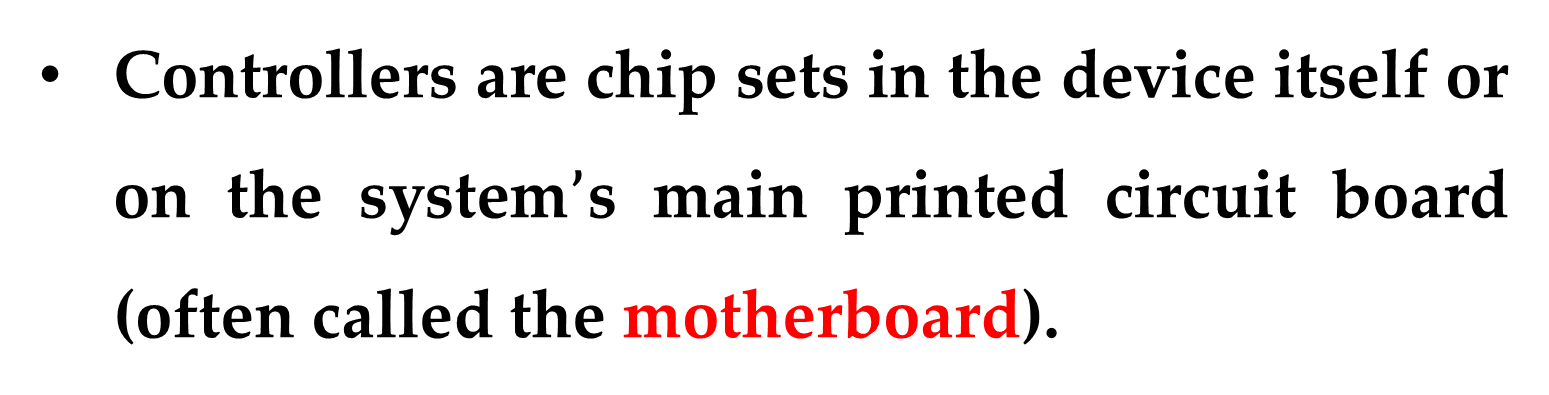 • Controllers are chip sets in the device itself or
on the system’s main printed circuit board
(often called the motherboard).